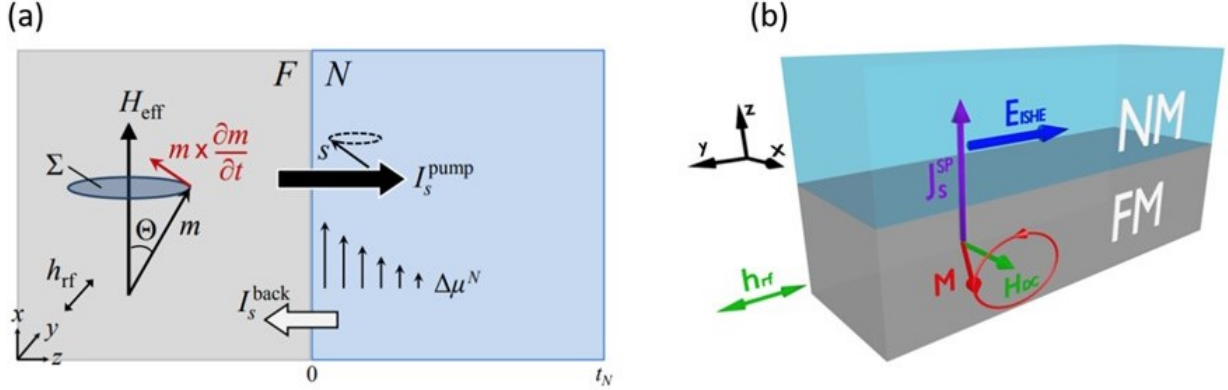 (a)
F N
H_eff
m × ∂m/∂t
Σ
s
I_s^pump
Θ
m
h_rf
Δμ^N
I_s^back
x
y
z
0
t_N
(b)
NM
E_ISHE
z
y
x
J_S^SP
FM
h_rf
M
H_DC